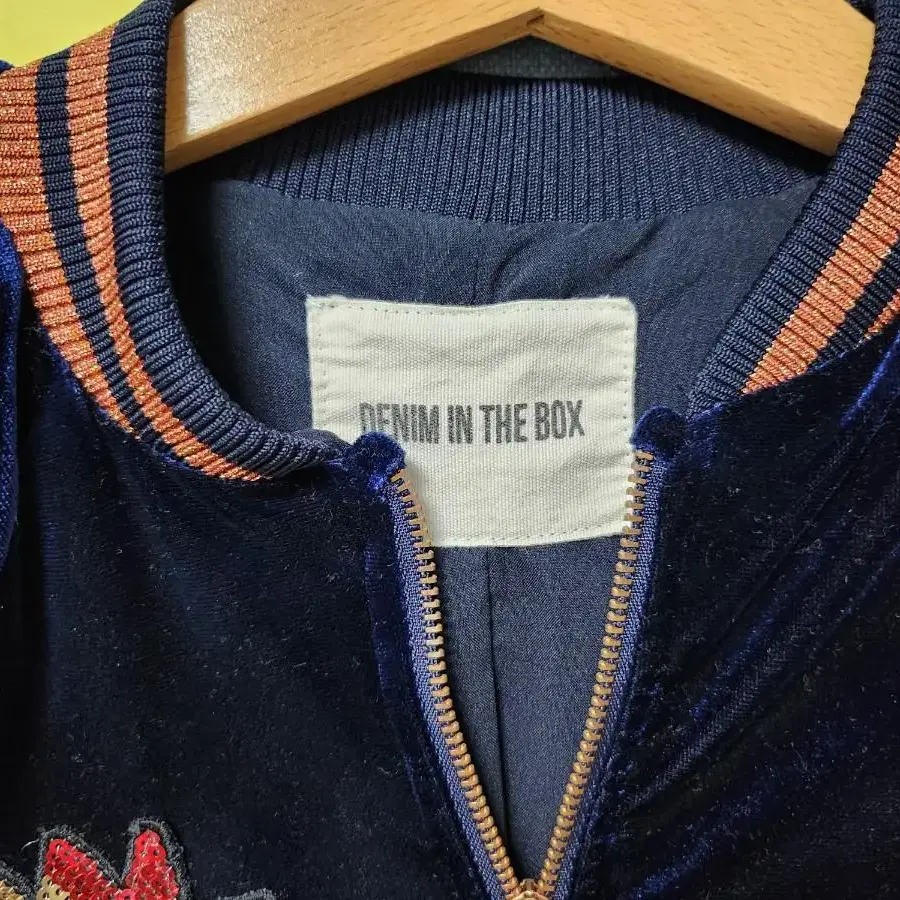 DENIM IN THE BOX